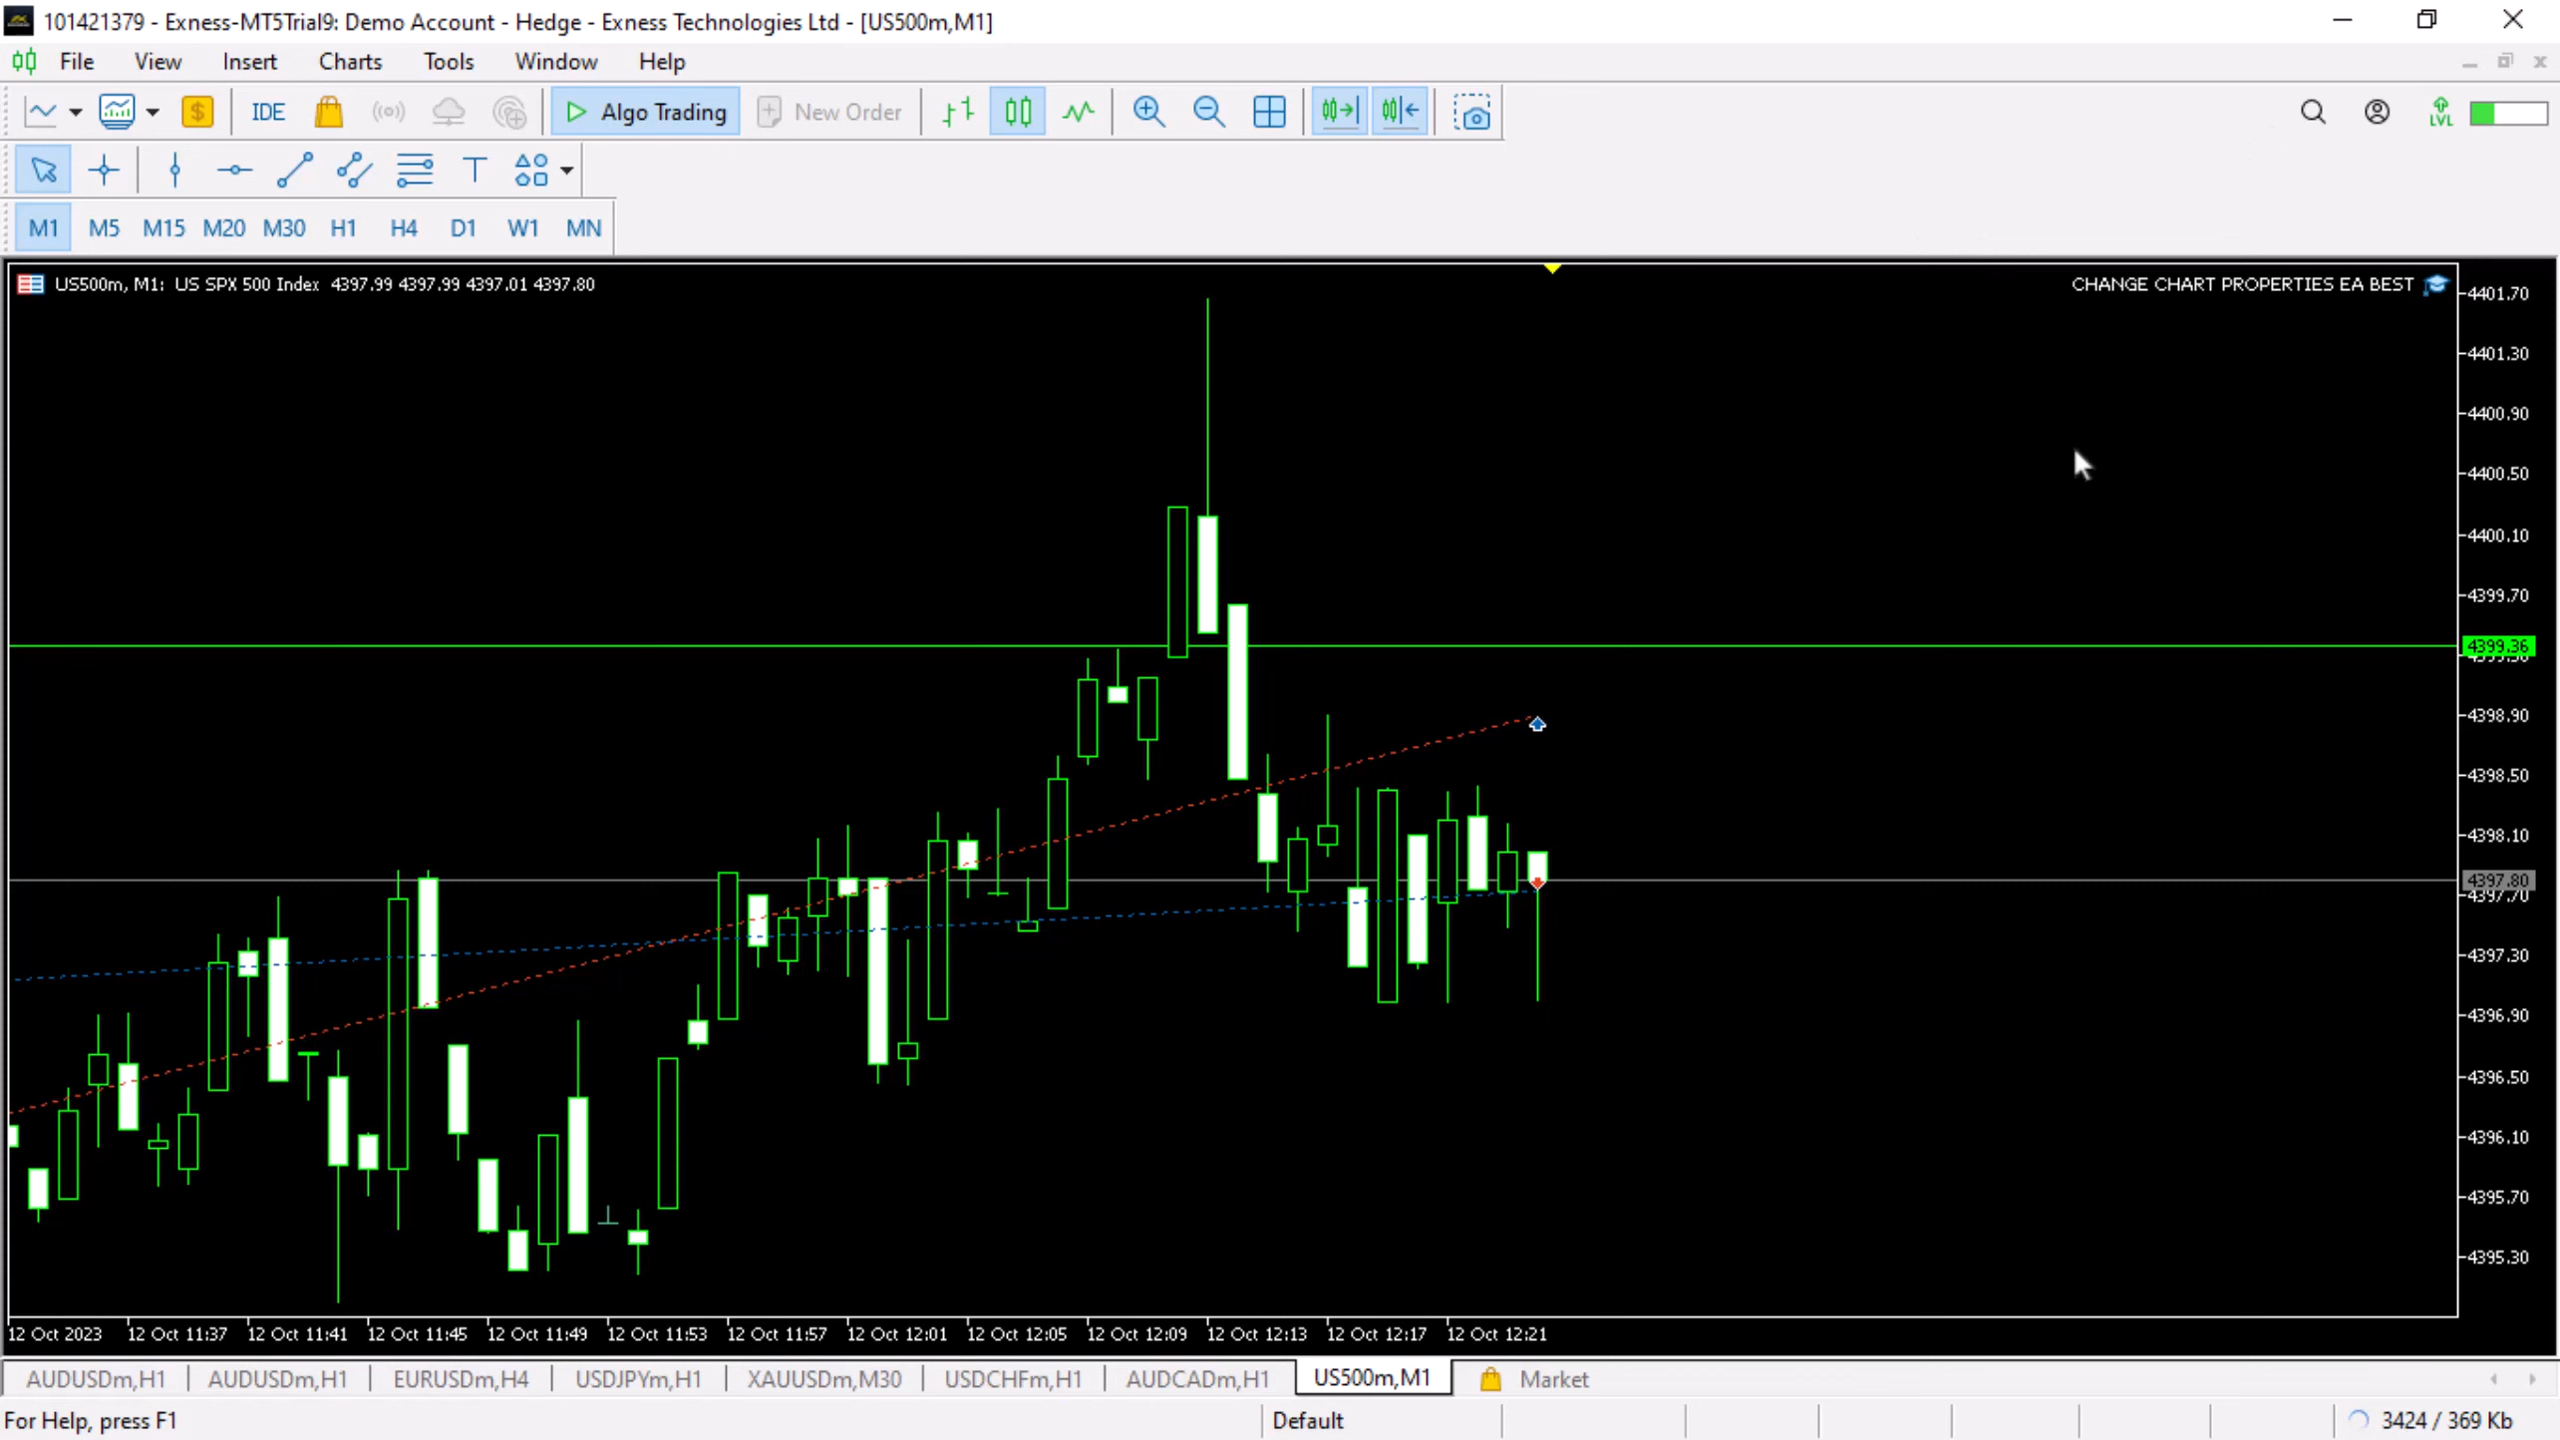 101421379 - Exness-MT5Trial9: Demo Account - Hedge - Exness Technologies Ltd - [US500m,M1]
File View Insert Charts Tools Window Help
IDE Algo Trading New Order LVL
T
M1 M5 M15 M20 M30 H1 H4 D1 W1 MN
US500m, M1: US SPX 500 Index 4397.99 4397.99 4397.01 4397.80
CHANGE CHART PROPERTIES EA BEST
4401.70
4401.30
4400.90
4400.50
4400.10
4399.70
4399.36
4398.90
4398.50
4398.10
4397.80
4397.70
4397.30
4396.90
4396.50
4396.10
4395.70
4395.30
12 Oct 2023 12 Oct 11:37 12 Oct 11:41 12 Oct 11:45 12 Oct 11:49 12 Oct 11:53 12 Oct 11:57 12 Oct 12:01 12 Oct 12:05 12 Oct 12:09 12 Oct 12:13 12 Oct 12:17 12 Oct 12:21
AUDUSDm,H1 AUDUSDm,H1 EURUSDm,H4 USDJPYm,H1 XAUUSDm,M30 USDCHFm,H1 AUDCADm,H1 US500m,M1 Market
For Help, press F1 Default 3424 / 369 Kb